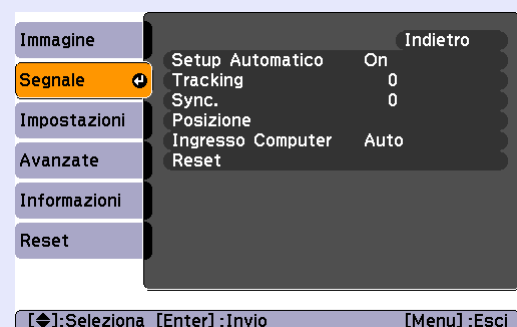 Immagine
Segnale
Impostazioni
Avanzate
Informazioni
Reset
Indietro
Setup Automatico On
Tracking 0
Sync. 0
Posizione
Ingresso Computer Auto
Reset
[◆]:Seleziona [Enter]:Invio [Menu]:Esci